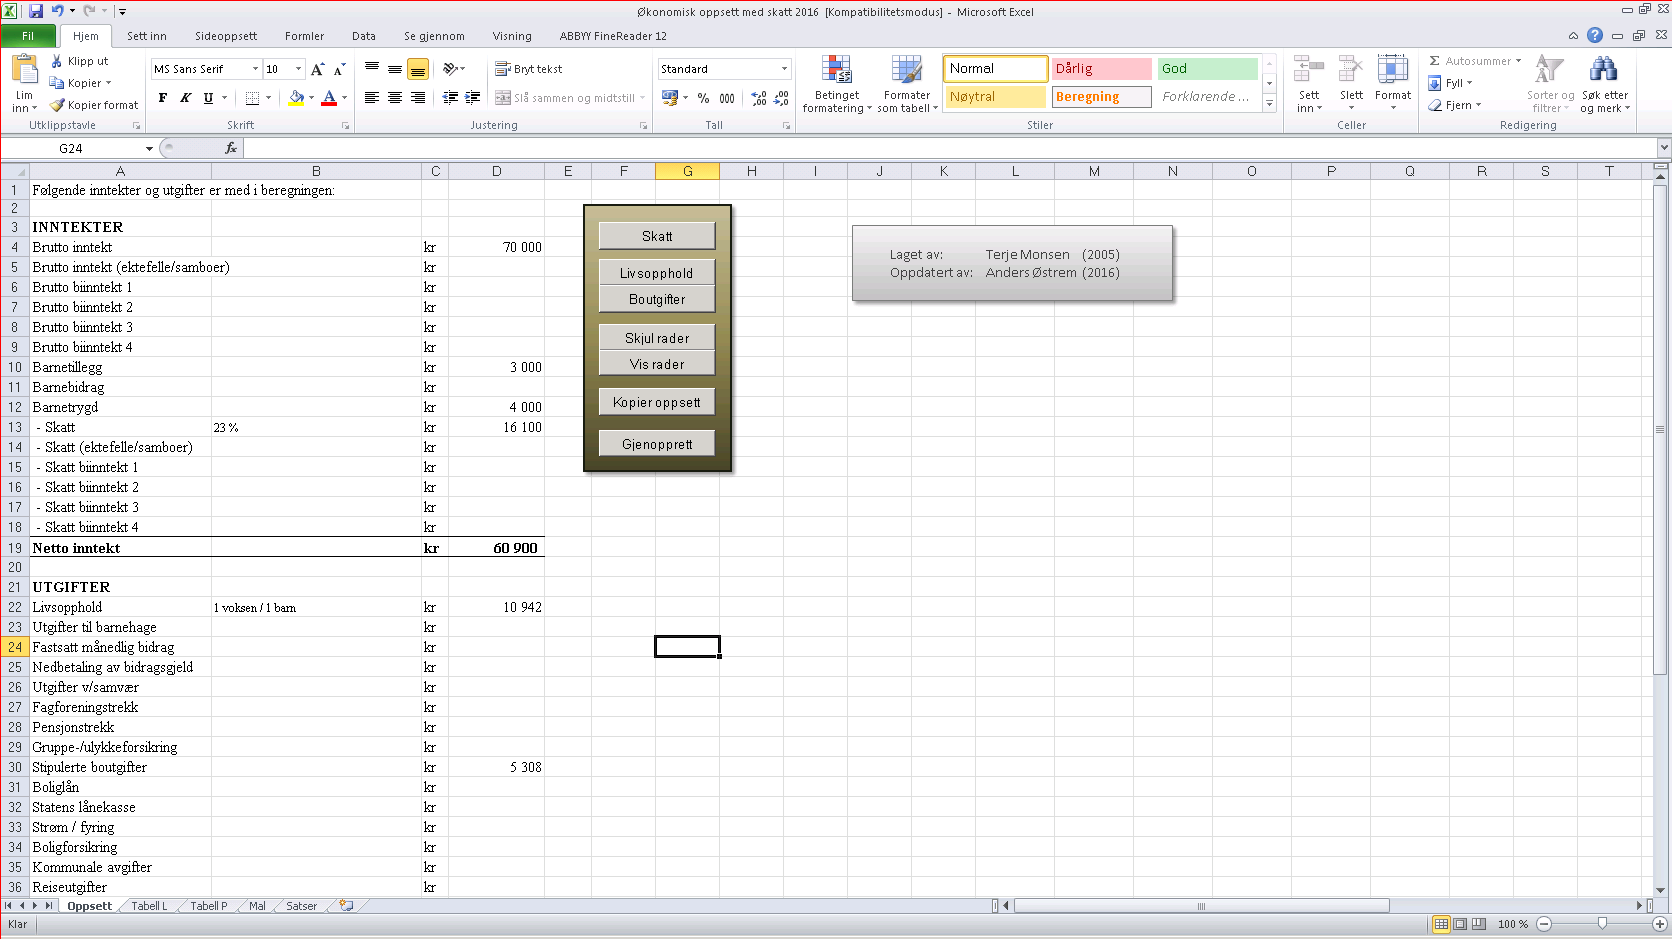 Økonomisk oppsett med skatt 2016 [Kompatibilitetsmodus] - Microsoft Excel
Fil Hjem Sett inn Sideoppsett Formler Data Se gjennom Visning ABBYY FineReader 12
Lim inn
Klipp ut
Kopier
Kopier format
Utklippstavle
MS Sans Serif 10
F K U
Skrift
Bryt tekst
Slå sammen og midtstill
Justering
Standard
% 000
Tall
Betinget formatering
Formater som tabell
Normal Dårlig God
Nøytral Beregning Forklarende ...
Stiler
Sett inn
Slett
Format
Celler
Σ Autosummer
Fyll
Fjern
Sorter og filtrer
Søk etter og merk
Redigering
G24 fx
A B C D E F G H I J K L M N O P Q R S T
1 Følgende inntekter og utgifter er med i beregningen:
2
3 INNTEKTER
4 Brutto inntekt kr 70 000
5 Brutto inntekt (ektefelle/samboer) kr
6 Brutto biinntekt 1 kr
7 Brutto biinntekt 2 kr
8 Brutto biinntekt 3 kr
9 Brutto biinntekt 4 kr
10 Barnetillegg kr 3 000
11 Barnebidrag kr
12 Barnetrygd kr 4 000
13 - Skatt 23 % kr 16 100
14 - Skatt (ektefelle/samboer) kr
15 - Skatt biinntekt 1 kr
16 - Skatt biinntekt 2 kr
17 - Skatt biinntekt 3 kr
18 - Skatt biinntekt 4 kr
19 Netto inntekt kr 60 900
20
21 UTGIFTER
22 Livsopphold 1 voksen / 1 barn kr 10 942
23 Utgifter til barnehage kr
24 Fastsatt månedlig bidrag kr
25 Nedbetaling av bidragsgjeld kr
26 Utgifter v/samvær kr
27 Fagforeningstrekk kr
28 Pensjonstrekk kr
29 Gruppe-/ulykkeforsikring kr
30 Stipulerte boutgifter kr 5 308
31 Boliglån kr
32 Statens lånekasse kr
33 Strøm / fyring kr
34 Boligforsikring kr
35 Kommunale avgifter kr
36 Reiseutgifter kr
Skatt
Livsopphold
Boutgifter
Skjul rader
Vis rader
Kopier oppsett
Gjenopprett
Laget av: Terje Monsen (2005)
Oppdatert av: Anders Østrem (2016)
Oppsett Tabell L Tabell P Mal Satser
Klar 100 %